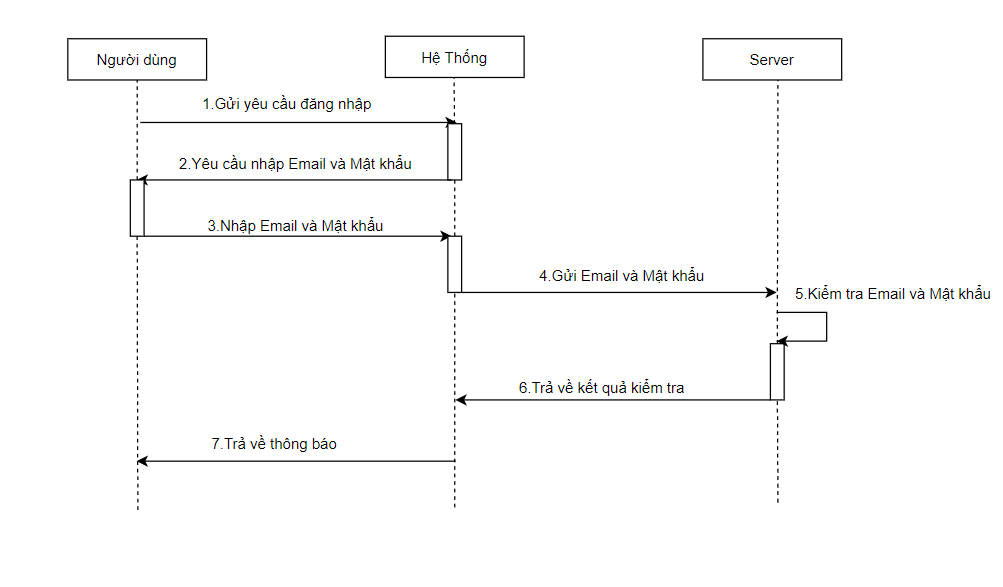 Người dùng
Hệ Thống
Server
1.Gửi yêu cầu đăng nhập
2.Yêu cầu nhập Email và Mật khẩu
3.Nhập Email và Mật khẩu
4.Gửi Email và Mật khẩu
5.Kiểm tra Email và Mật khẩu
6.Trả về kết quả kiểm tra
7.Trả về thông báo